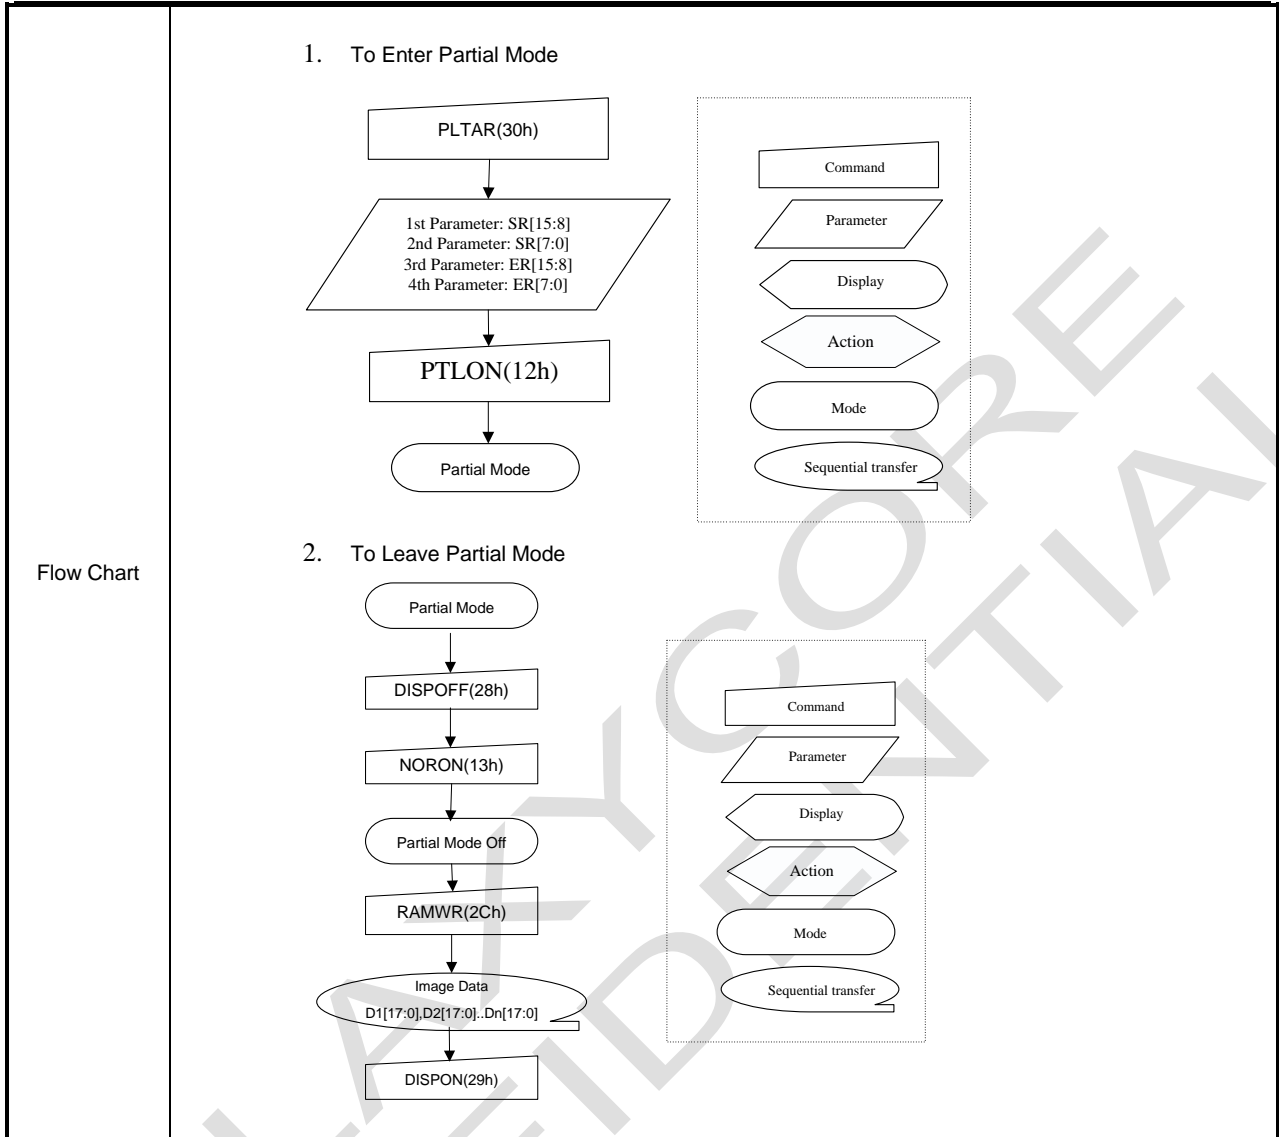 Flow Chart
1. To Enter Partial Mode
PLTAR(30h)
1st Parameter: SR[15:8]
2nd Parameter: SR[7:0]
3rd Parameter: ER[15:8]
4th Parameter: ER[7:0]
PTLON(12h)
Partial Mode
Command
Parameter
Display
Action
Mode
Sequential transfer
2. To Leave Partial Mode
Partial Mode
DISPOFF(28h)
NORON(13h)
Partial Mode Off
RAMWR(2Ch)
Image Data
D1[17:0],D2[17:0]..Dn[17:0]
DISPON(29h)
Command
Parameter
Display
Action
Mode
Sequential transfer